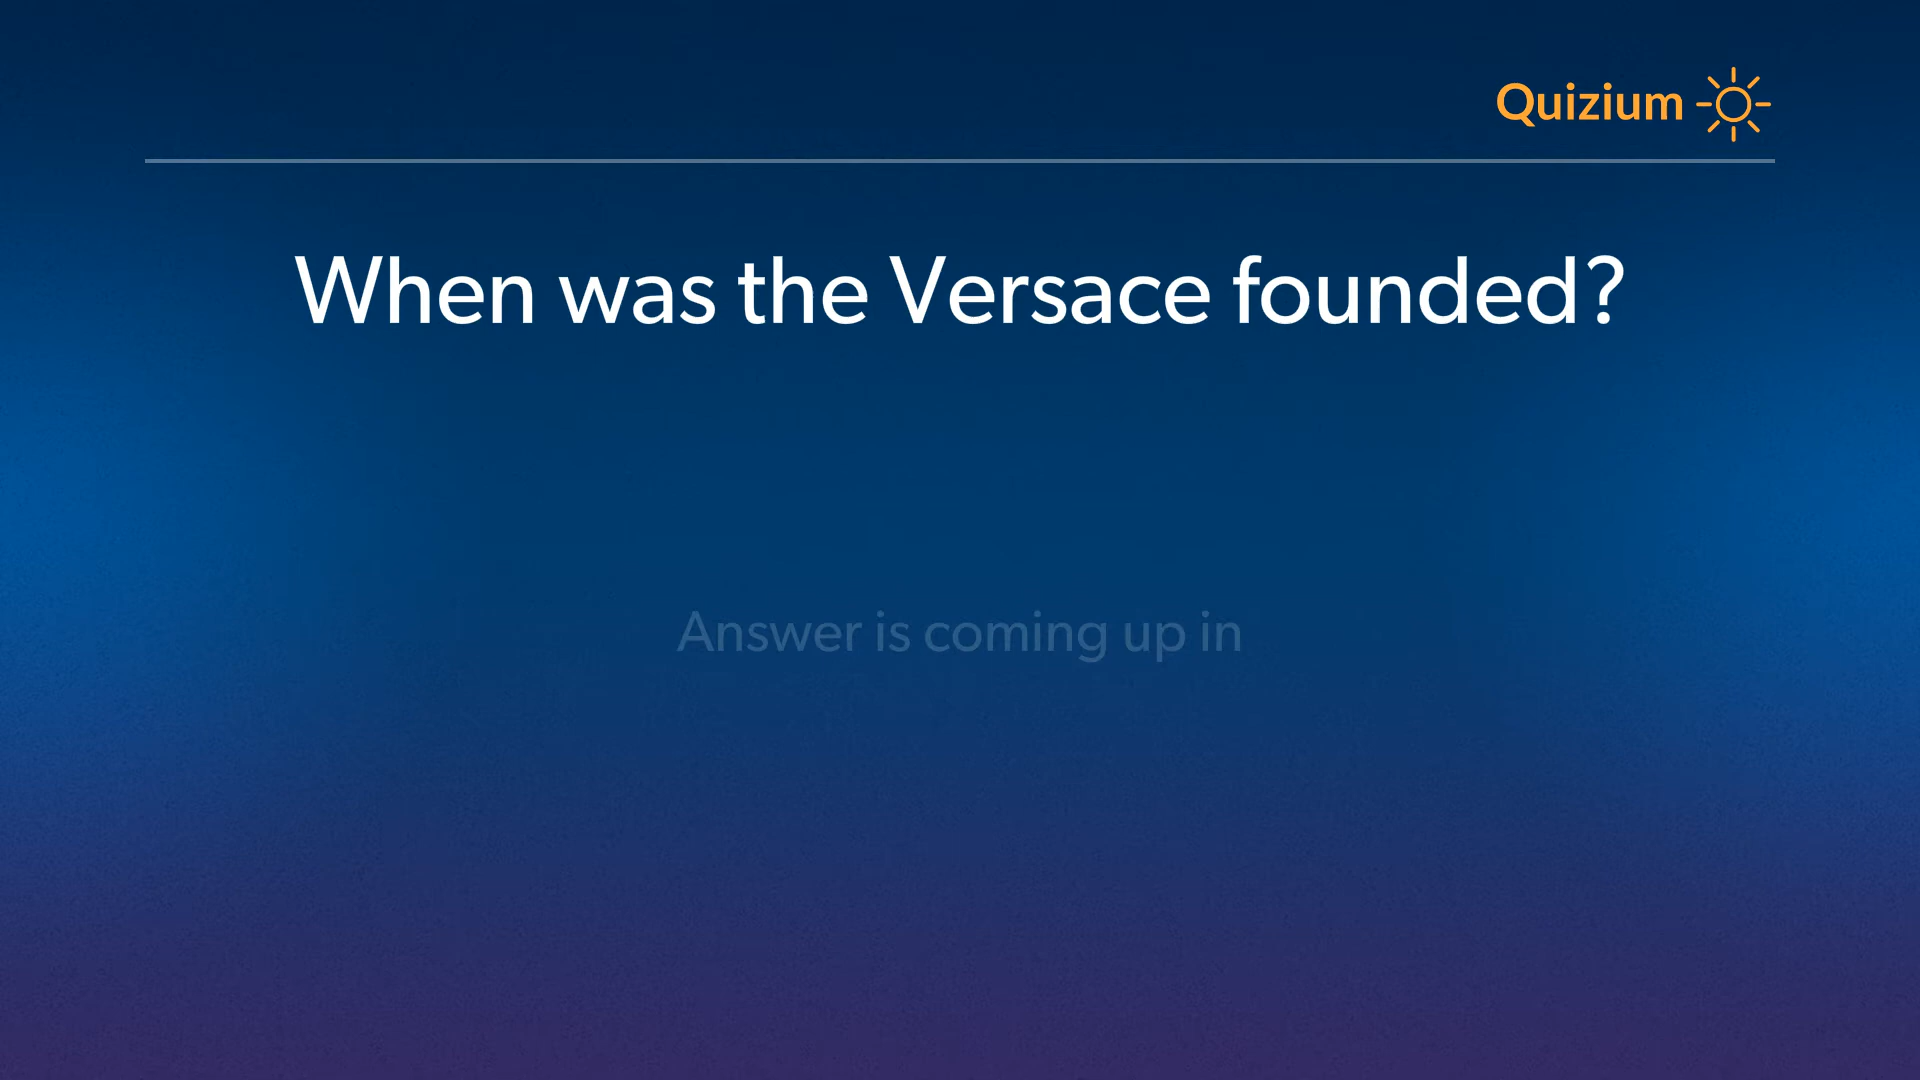 Quizium
When was the Versace founded?
Answer is coming up in